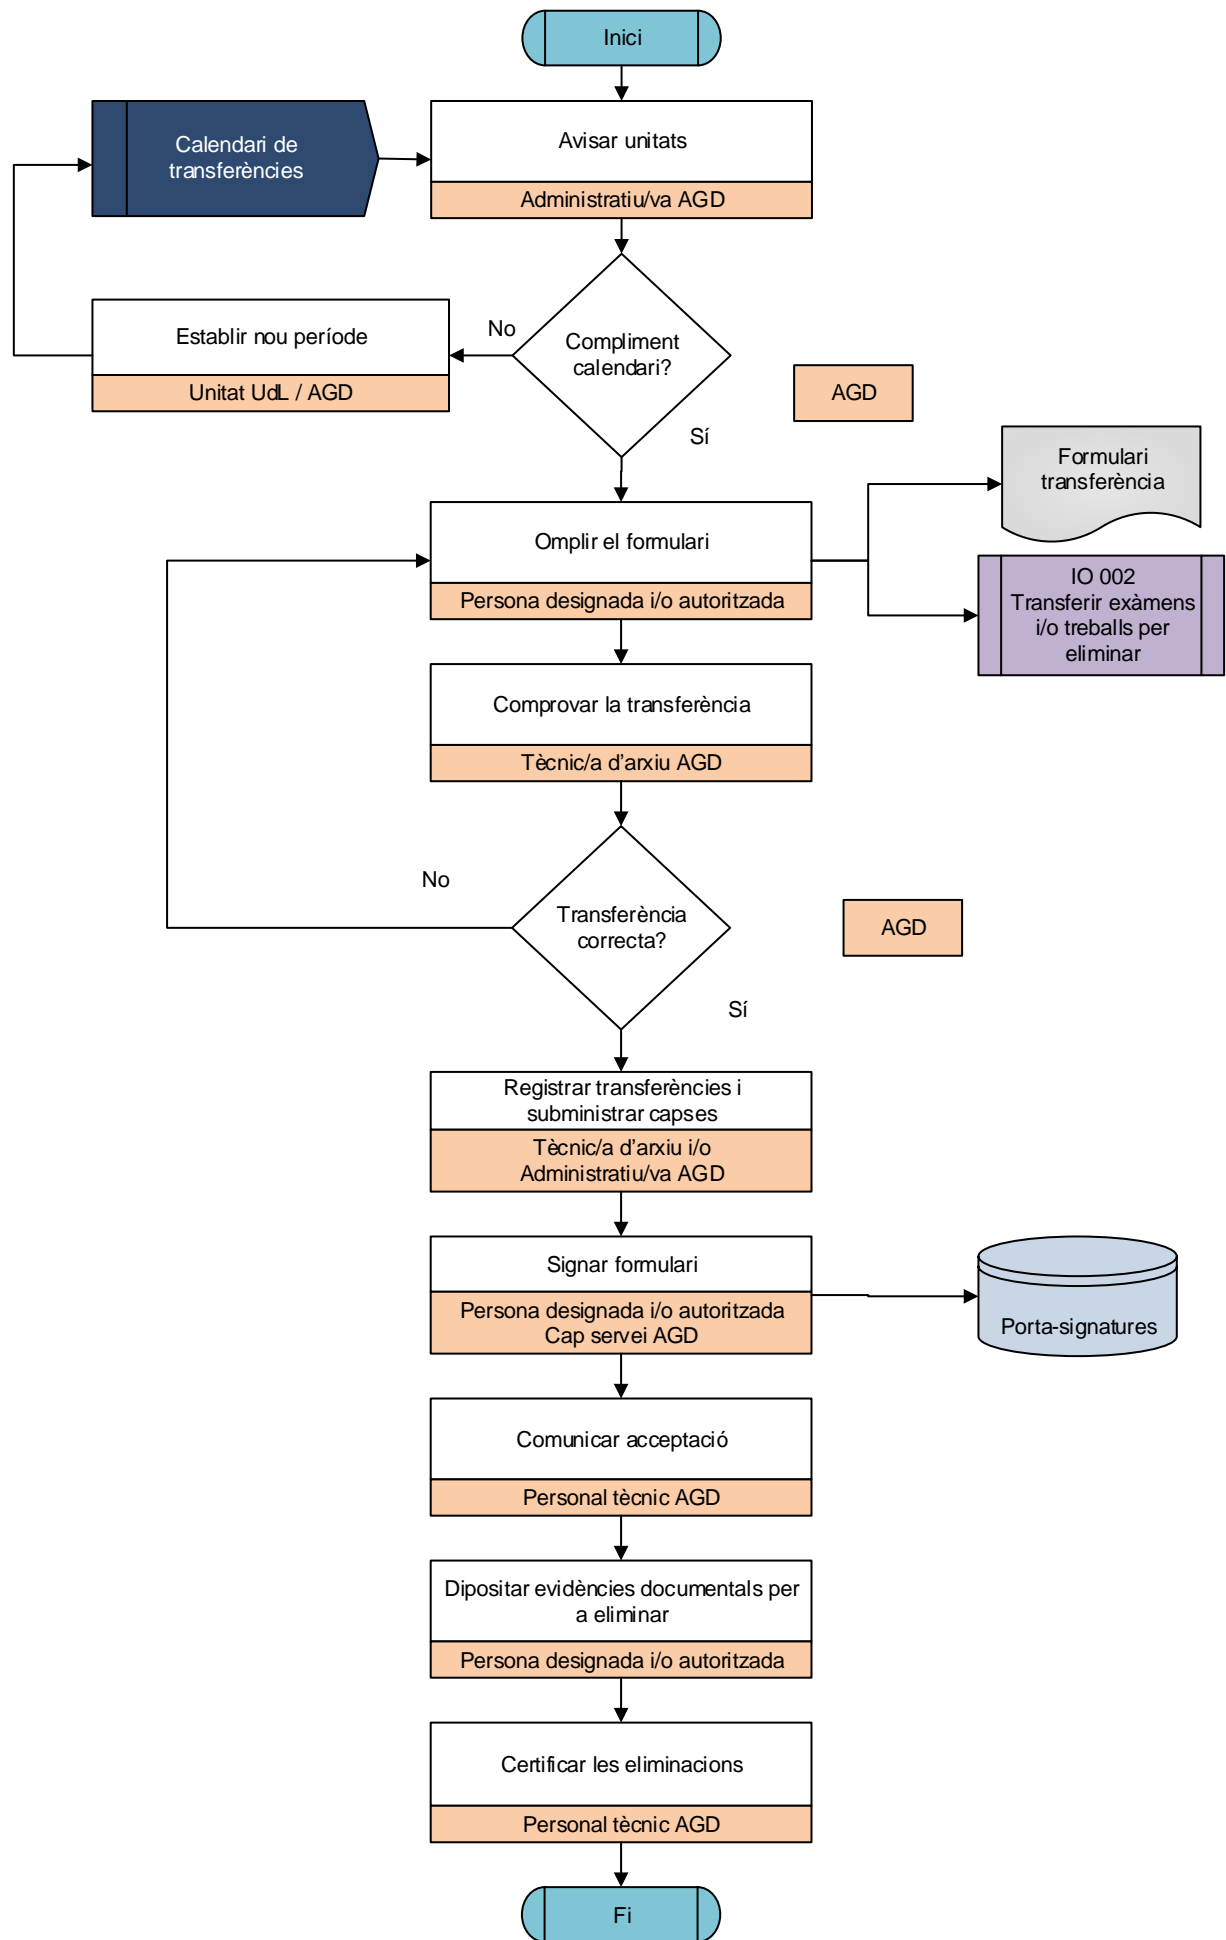 Inici
Calendari de
transferències
Avisar unitats
Administratiu/va AGD
Establir nou període
Unitat UdL / AGD
No
Compliment
calendari?
AGD
Sí
Formulari
transferència
Omplir el formulari
Persona designada i/o autoritzada
IO 002
Transferir exàmens
i/o treballs per
eliminar
Comprovar la transferència
Tècnic/a d'arxiu AGD
No
Transferència
correcta?
AGD
Sí
Registrar transferències i
subministrar capses
Tècnic/a d'arxiu i/o
Administratiu/va AGD
Signar formulari
Persona designada i/o autoritzada
Cap servei AGD
Porta-signatures
Comunicar acceptació
Personal tècnic AGD
Dipositar evidències documentals per
a eliminar
Persona designada i/o autoritzada
Certificar les eliminacions
Personal tècnic AGD
Fi